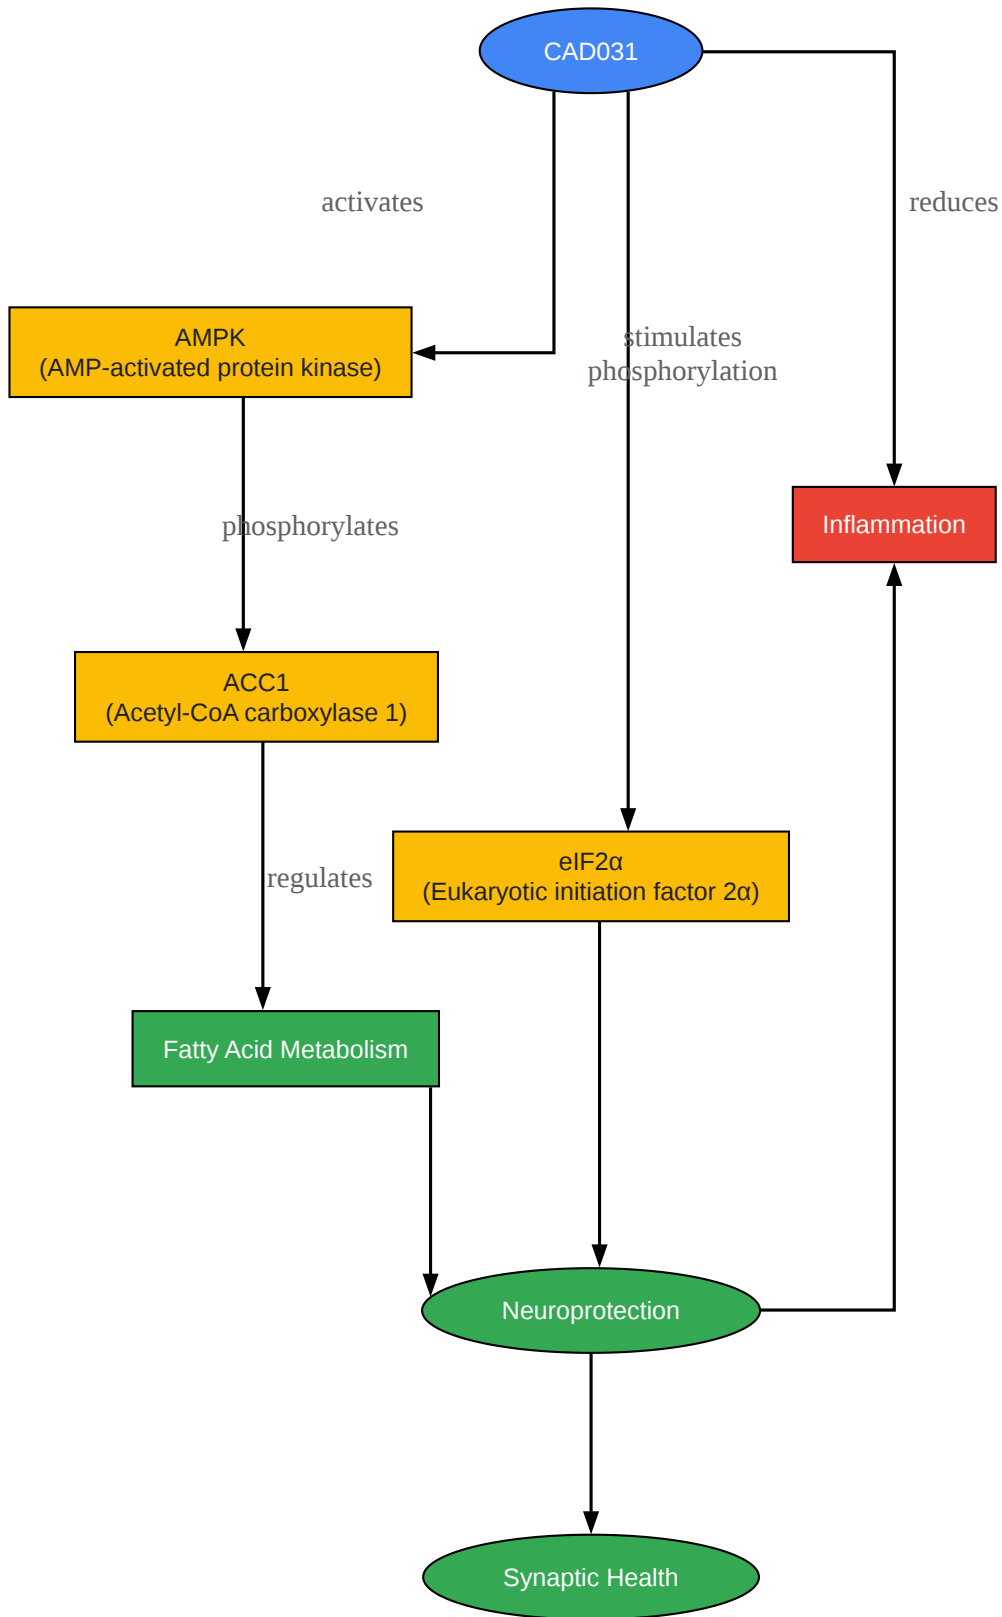 CAD031
activates
reduces
AMPK
(AMP-activated protein kinase)
stimulates
phosphorylation
phosphorylates
Inflammation
ACC1
(Acetyl-CoA carboxylase 1)
regulates
eIF2α
(Eukaryotic initiation factor 2α)
Fatty Acid Metabolism
Neuroprotection
Synaptic Health